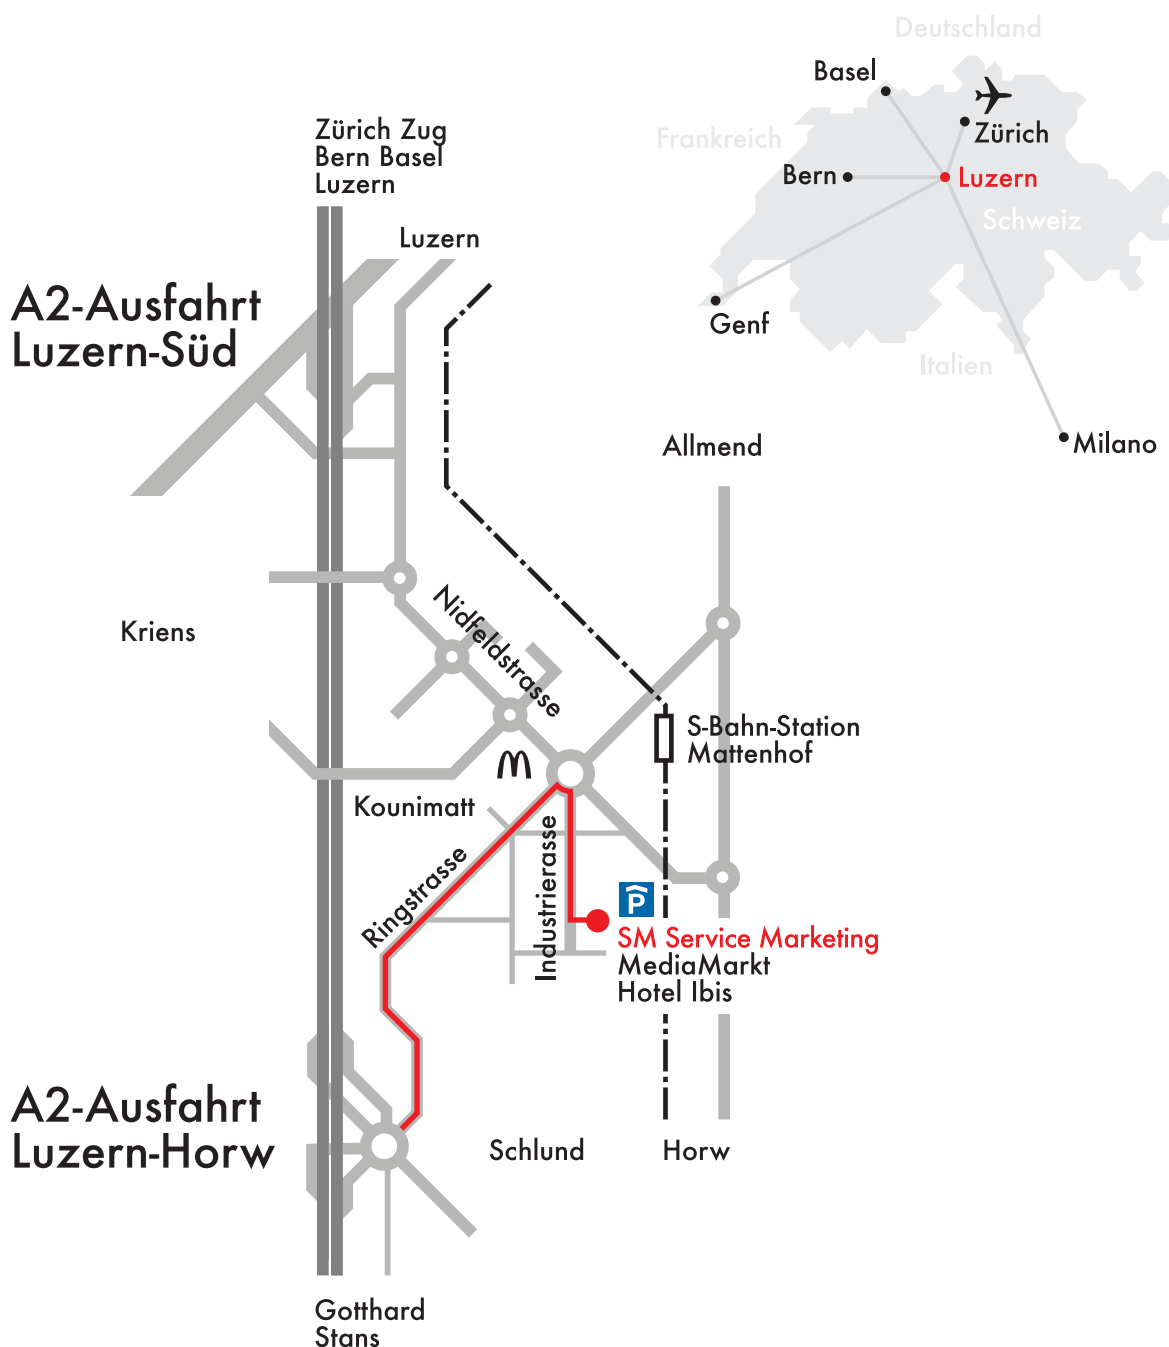 Deutschland
Basel
Zürich
Frankreich
Bern
Luzern
Schweiz
Genf
Italien
Milano
Zürich Zug
Bern Basel
Luzern
Luzern
A2-Ausfahrt
Luzern-Süd
Allmend
Kriens
Nidfeldstrasse
S-Bahn-Station
Mattenhof
Kounimatt
Ringstrasse
Industrierasse
P
SM Service Marketing
MediaMarkt
Hotel Ibis
A2-Ausfahrt
Luzern-Horw
Schlund
Horw
Gotthard
Stans